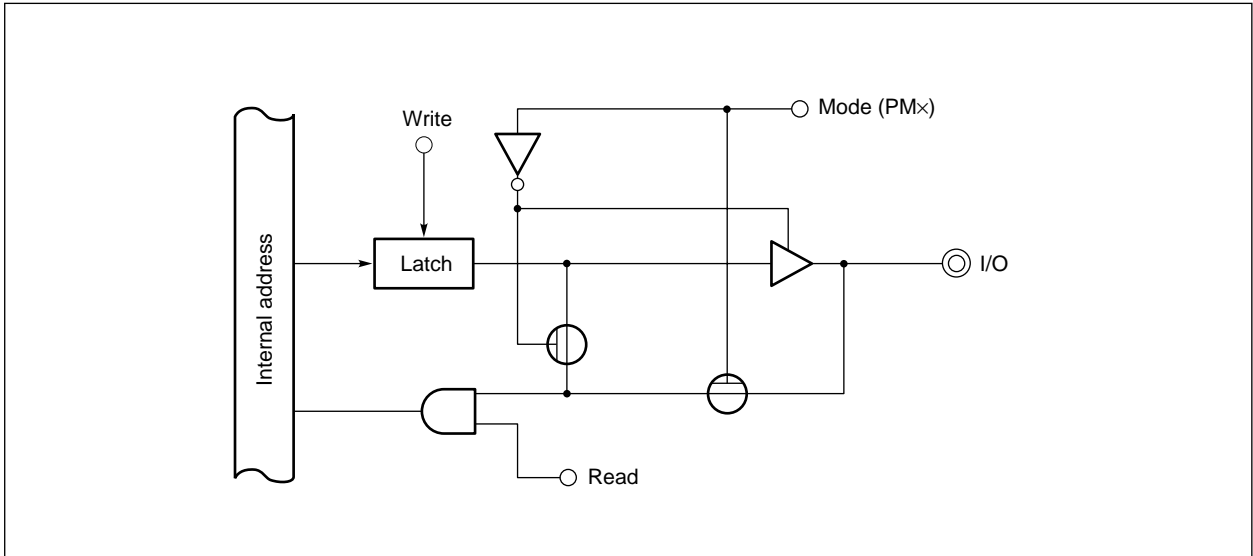 Mode (PM×)
Write
Internal address
Latch
I/O
Read